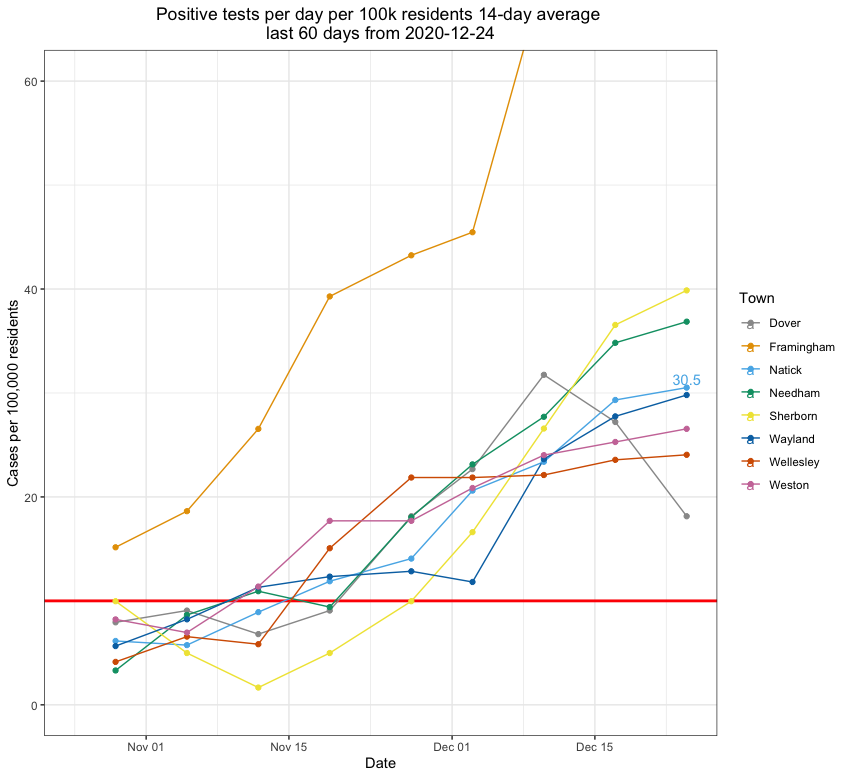 Positive tests per day per 100k residents 14-day average
last 60 days from 2020-12-24
Cases per 100,000 residents
60
40
20
0
30.5
Nov 01
Nov 15
Dec 01
Dec 15
Date
Town
a Dover
a Framingham
a Natick
a Needham
a Sherborn
a Wayland
a Wellesley
a Weston